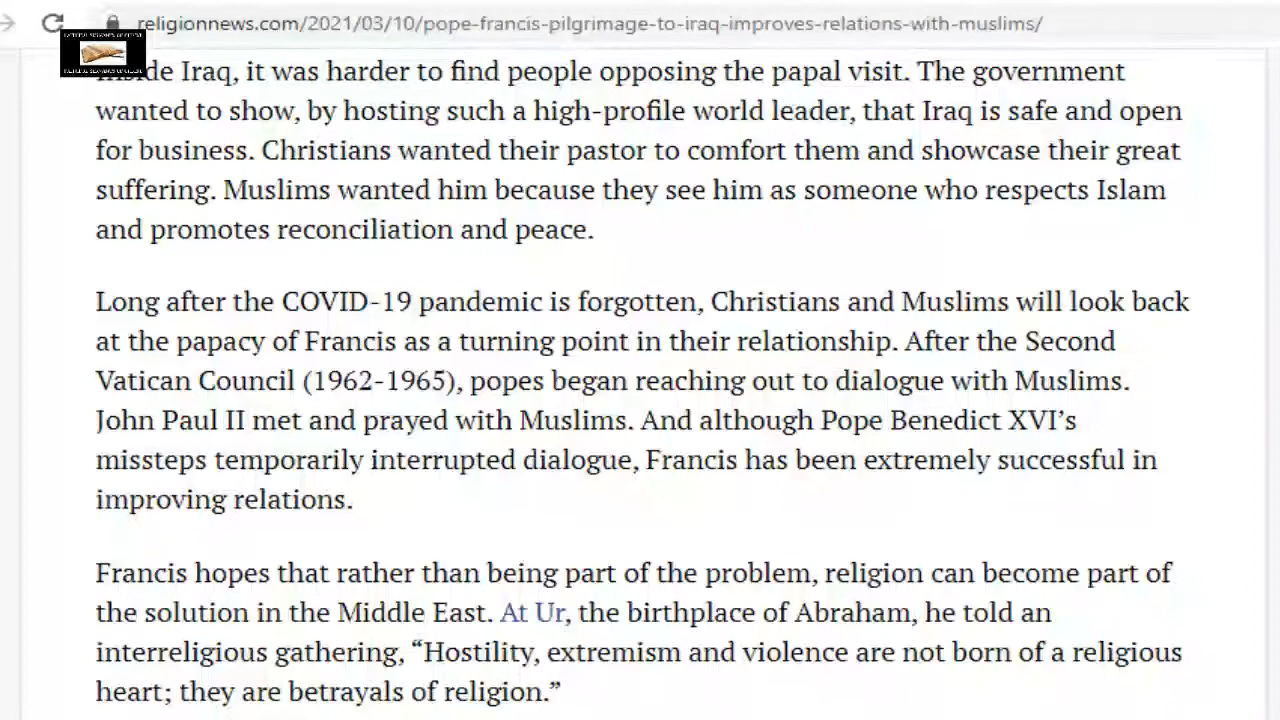 religionnews.com/2021/03/10/pope-francis-pilgrimage-to-iraq-improves-relations-with-muslims/
Iraq, it was harder to find people opposing the papal visit. The government
wanted to show, by hosting such a high-profile world leader, that Iraq is safe and open
for business. Christians wanted their pastor to comfort them and showcase their great
suffering. Muslims wanted him because they see him as someone who respects Islam
and promotes reconciliation and peace.
Long after the COVID-19 pandemic is forgotten, Christians and Muslims will look back
at the papacy of Francis as a turning point in their relationship. After the Second
Vatican Council (1962-1965), popes began reaching out to dialogue with Muslims.
John Paul II met and prayed with Muslims. And although Pope Benedict XVI’s
missteps temporarily interrupted dialogue, Francis has been extremely successful in
improving relations.
Francis hopes that rather than being part of the problem, religion can become part of
the solution in the Middle East. At Ur, the birthplace of Abraham, he told an
interreligious gathering, “Hostility, extremism and violence are not born of a religious
heart; they are betrayals of religion.”